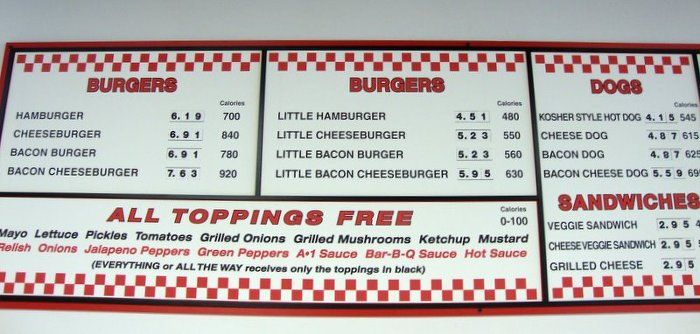 BURGERS
Calories
HAMBURGER 6.19 700
CHEESEBURGER 6.91 840
BACON BURGER 6.91 780
BACON CHEESEBURGER 7.63 920
BURGERS
Calories
LITTLE HAMBURGER 4.51 480
LITTLE CHEESEBURGER 5.23 550
LITTLE BACON BURGER 5.23 560
LITTLE BACON CHEESEBURGER 5.95 630
DOGS
KOSHER STYLE HOT DOG 4.15 545
CHEESE DOG 4.87 615
BACON DOG 4.87 625
BACON CHEESE DOG 5.59 695
SANDWICHES
VEGGIE SANDWICH 2.95
CHEESE VEGGIE SANDWICH 2.95
GRILLED CHEESE 2.95
ALL TOPPINGS FREE
Calories
0-100
Mayo Lettuce Pickles Tomatoes Grilled Onions Grilled Mushrooms Ketchup Mustard
Relish Onions Jalapeno Peppers Green Peppers A•1 Sauce Bar-B-Q Sauce Hot Sauce
(EVERYTHING or ALL THE WAY receives only the toppings in black)